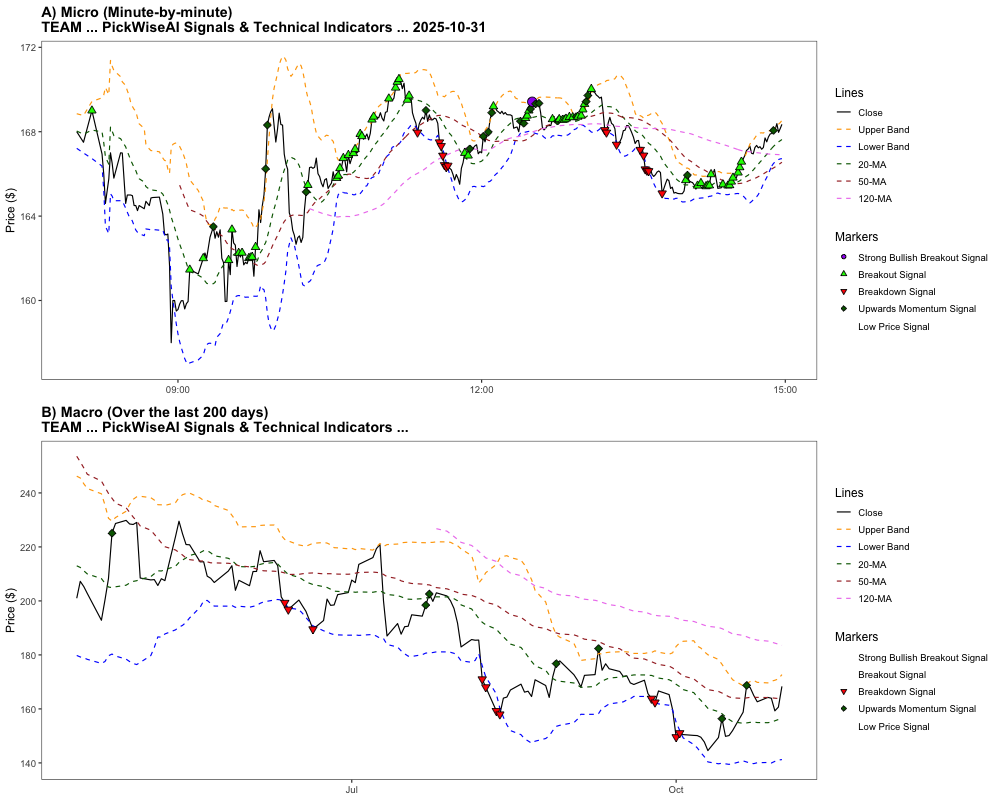 A) Micro (Minute-by-minute)
TEAM ... PickWiseAI Signals & Technical Indicators ... 2025-10-31
172
168
164
160
Price ($)
09:00
12:00
15:00
Lines
Close
Upper Band
Lower Band
20-MA
50-MA
120-MA
Markers
Strong Bullish Breakout Signal
Breakout Signal
Breakdown Signal
Upwards Momentum Signal
Low Price Signal
B) Macro (Over the last 200 days)
TEAM ... PickWiseAI Signals & Technical Indicators ...
240
220
200
180
160
140
Price ($)
Jul
Oct
Lines
Close
Upper Band
Lower Band
20-MA
50-MA
120-MA
Markers
Strong Bullish Breakout Signal
Breakout Signal
Breakdown Signal
Upwards Momentum Signal
Low Price Signal